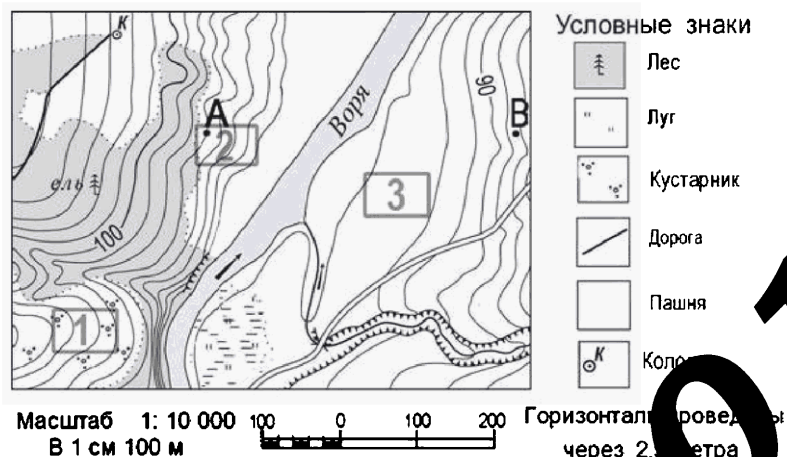 К
Условные знаки
Лес
А
В
90
Воря
2
Луг
3
ель
Кустарник
100
Дорога
1
Пашня
К
Масштаб 1: 10 000
В 1 см 100 м
100 0 100 200
через